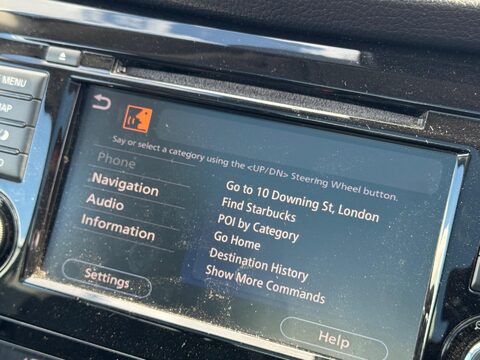 MENU
MAP
Say or select a category using the <UP/DN> Steering Wheel button.
Phone
Navigation
Audio
Information
Go to 10 Downing St, London
Find Starbucks
POI by Category
Go Home
Destination History
Show More Commands
Settings
Help